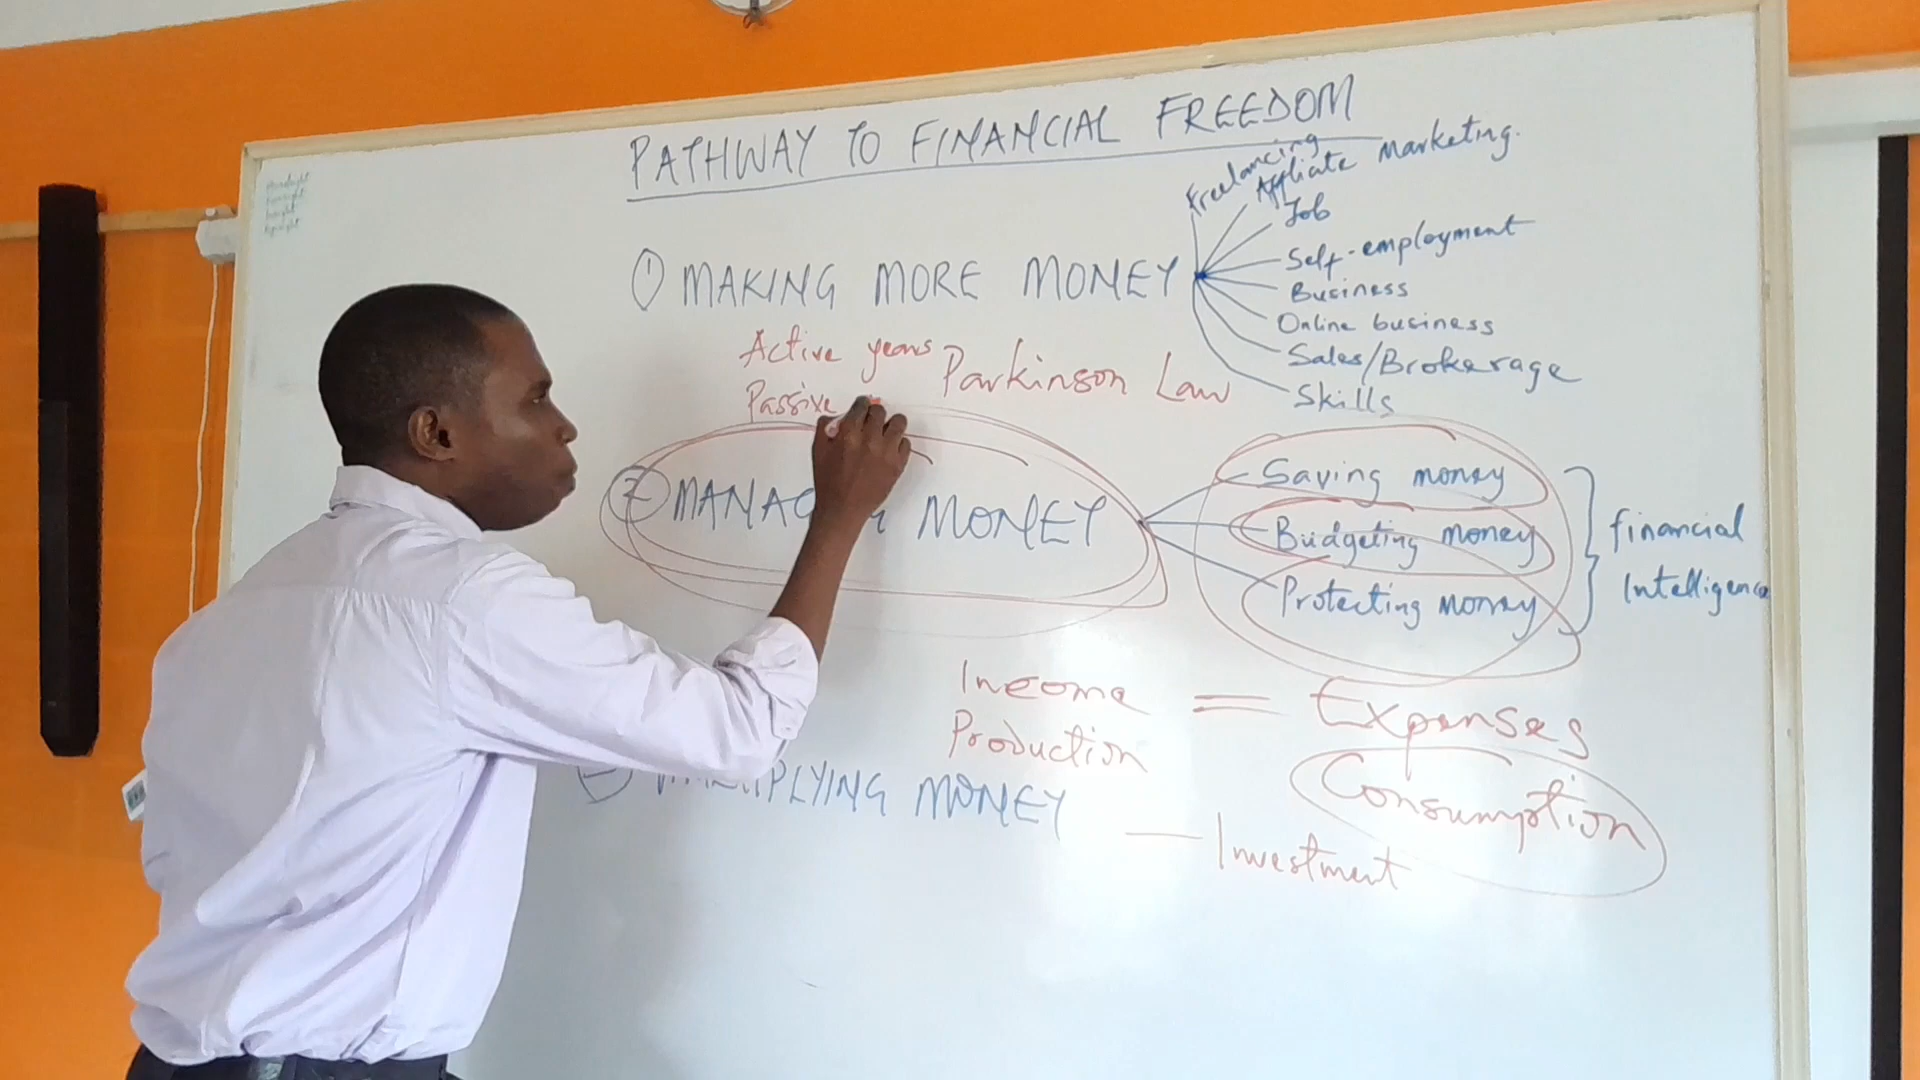 PATHWAY TO FINANCIAL FREEDOM
① MAKING MORE MONEY
Freelancing
Affliate Marketing.
Job
Self-employment
Business
Online business
Sales/Brokerage
Skills
Active years
Passive
Parkinson Law
② MONEY
Saving money
Budgeting money
Protecting money
financial
Intelligence
Income = Expenses
Production
Consumption
MONEY
— Investment